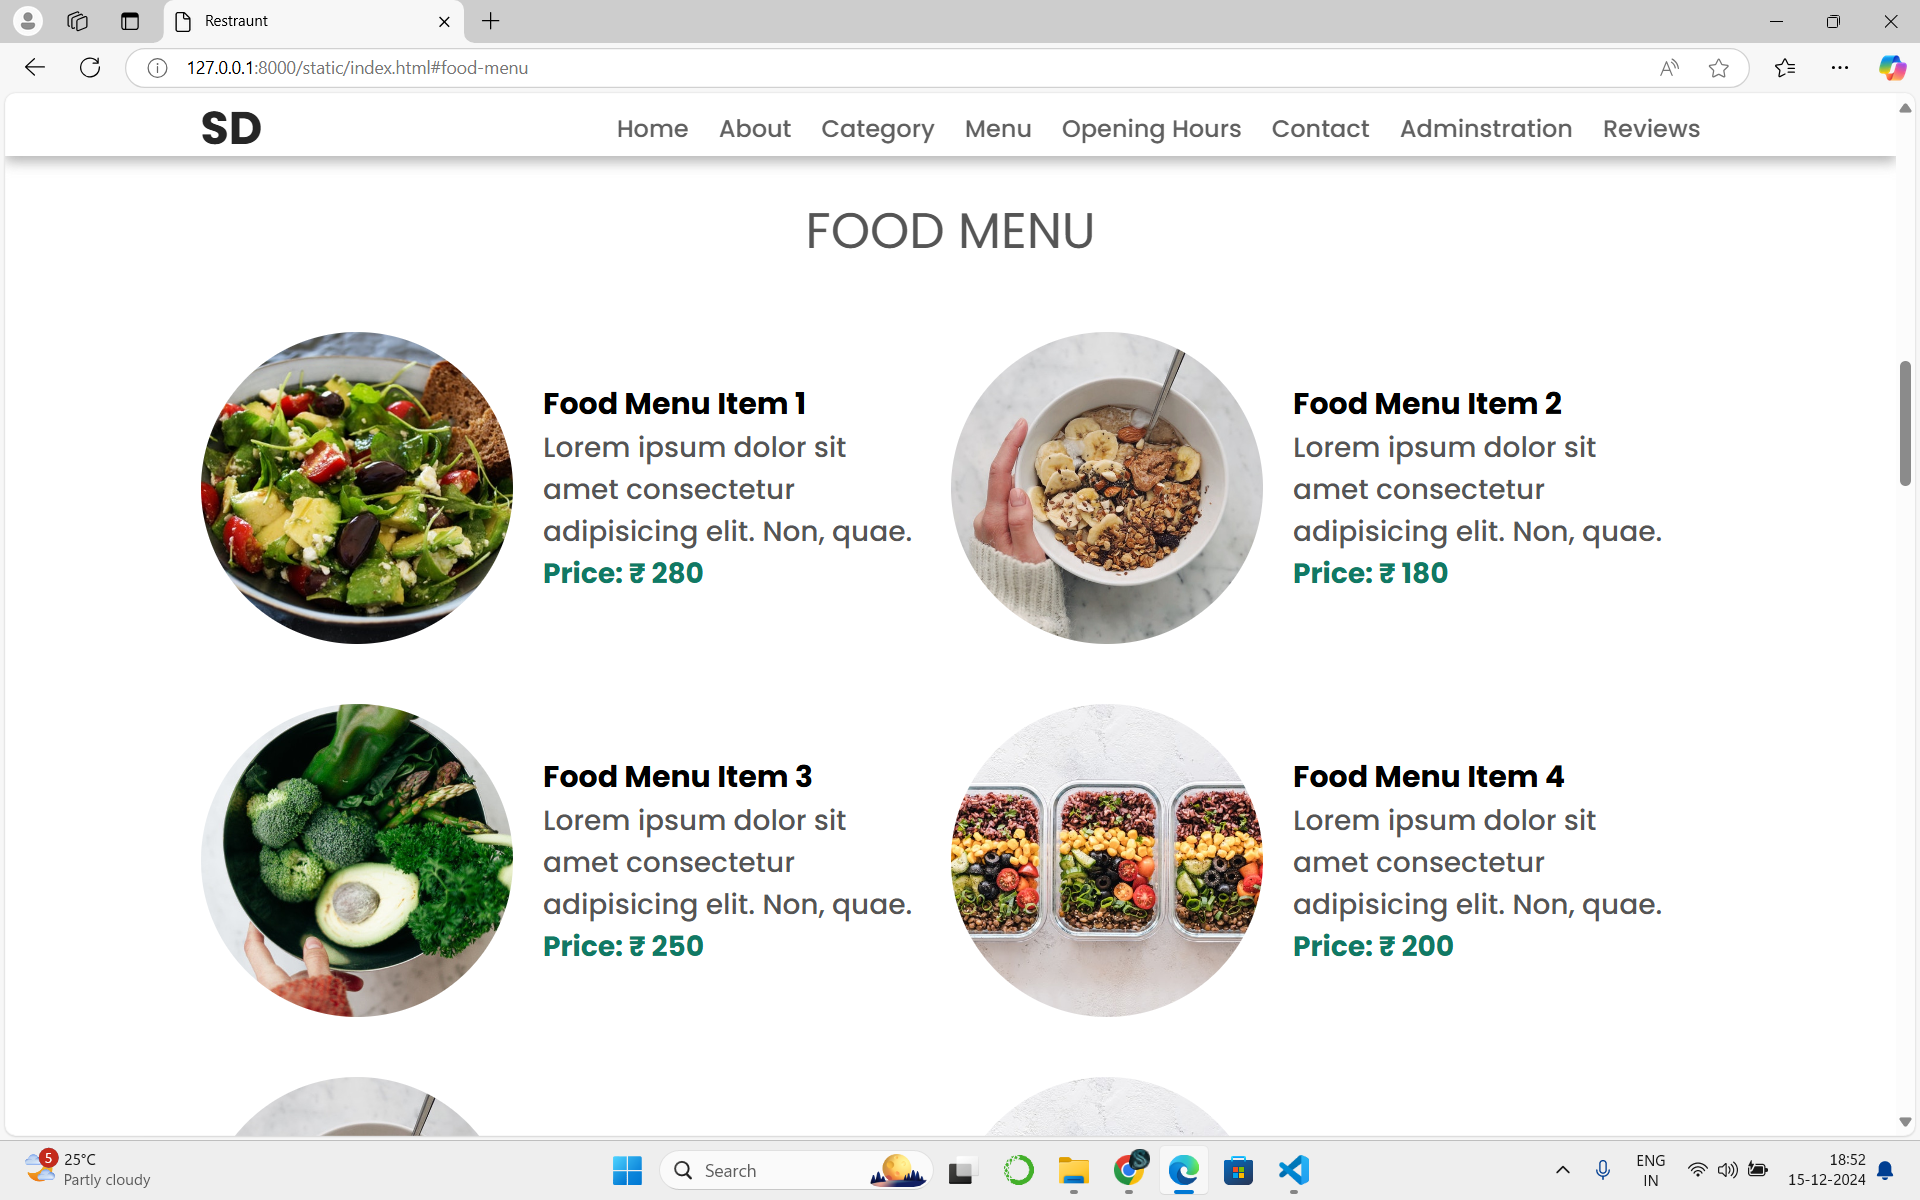 Restraunt
127.0.0.1:8000/static/index.html#food-menu
SD
Home About Category Menu Opening Hours Contact Adminstration Reviews
FOOD MENU
Food Menu Item 1
Lorem ipsum dolor sit
amet consectetur
adipisicing elit. Non, quae.
Price: ₹ 280
Food Menu Item 2
Lorem ipsum dolor sit
amet consectetur
adipisicing elit. Non, quae.
Price: ₹ 180
Food Menu Item 3
Lorem ipsum dolor sit
amet consectetur
adipisicing elit. Non, quae.
Price: ₹ 250
Food Menu Item 4
Lorem ipsum dolor sit
amet consectetur
adipisicing elit. Non, quae.
Price: ₹ 200
5
25°C
Partly cloudy
Search
ENG
IN
18:52
15-12-2024